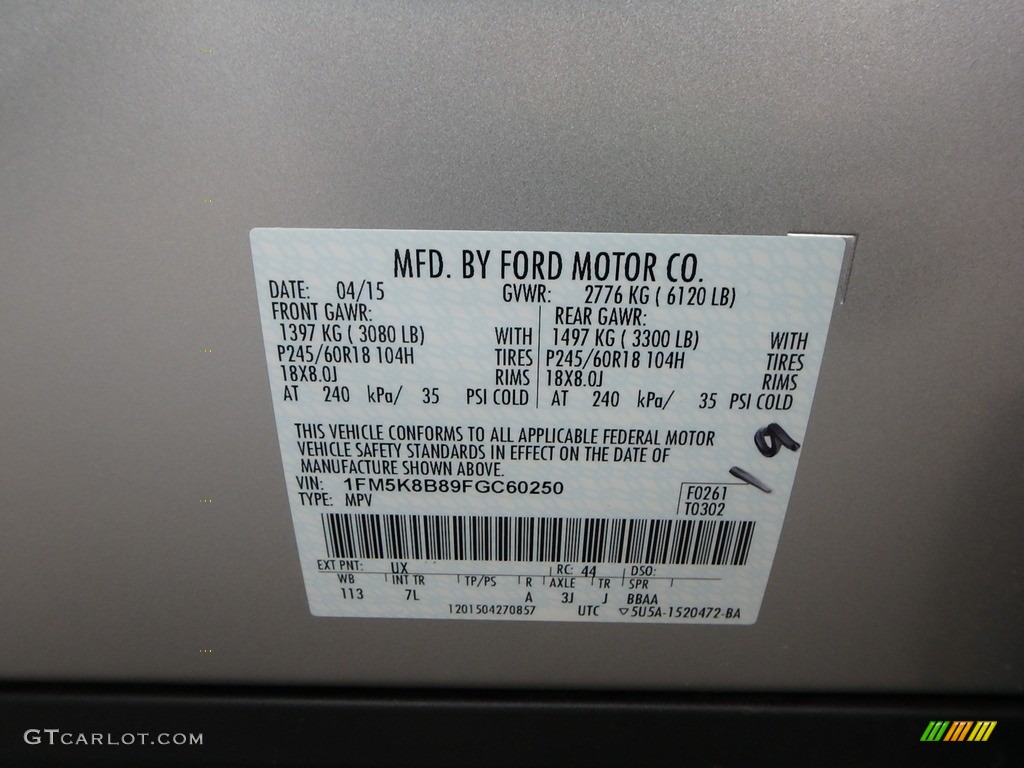 MFD. BY FORD MOTOR CO.
DATE: 04/15 GVWR: 2776 KG ( 6120 LB)
FRONT GAWR: REAR GAWR:
1397 KG ( 3080 LB) WITH 1497 KG ( 3300 LB) WITH
P245/60R18 104H TIRES P245/60R18 104H TIRES
18X8.0J RIMS 18X8.0J RIMS
AT 240 kPa/ 35 PSI COLD AT 240 kPa/ 35 PSI COLD
THIS VEHICLE CONFORMS TO ALL APPLICABLE FEDERAL MOTOR
VEHICLE SAFETY STANDARDS IN EFFECT ON THE DATE OF
MANUFACTURE SHOWN ABOVE.
VIN: 1FM5K8B89FGC60250
TYPE: MPV
F0261
T0302
EXT PNT: UX RC: 44 DSO:
WB INT TR TP/PS R AXLE TR SPR
113 7L A 3J J BBAA
1201504270857 UTC ▽5U5A-1520472-BA
GTCARLOT.COM